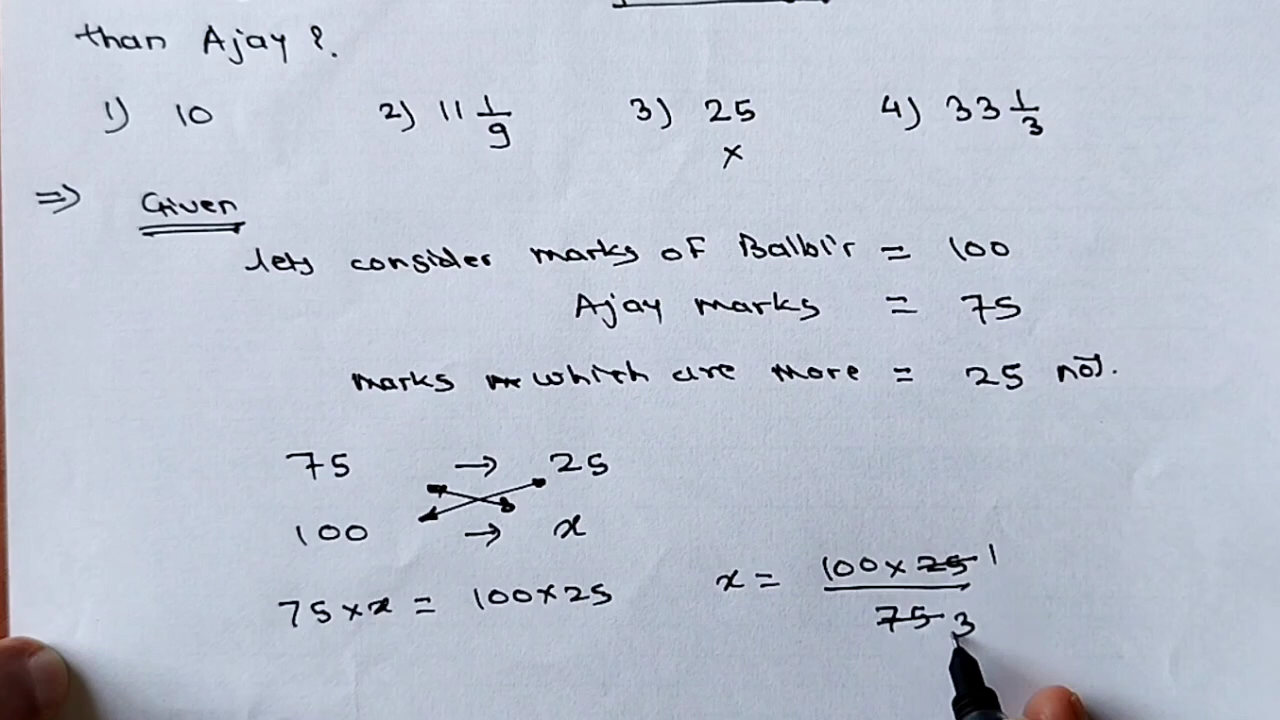 than Ajay ?.
1) 10 2) 11 1/9 3) 25 4) 33 1/3
x
=> Given
lets consider marks of Balbir = 100
Ajay marks = 75
marks which are more = 25
75 → 25
100 → x
75 × x = 100×25 x = 100×25 1 / 75 3